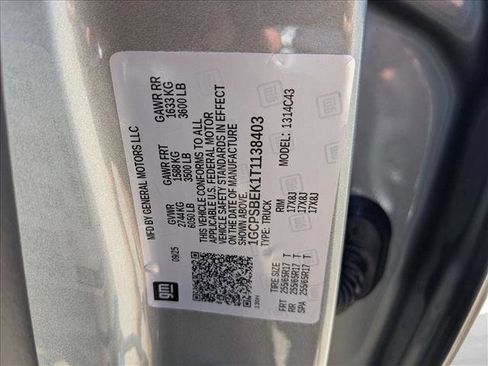 MFD BY GENERAL MOTORS LLC
09/25
GVWR
2744 KG
6050 LB
GAWR FRT
1588 KG
3500 LB
GAWR RR
1633 KG
3600 LB
THIS VEHICLE CONFORMS TO ALL
APPLICABLE U.S. FEDERAL MOTOR
VEHICLE SAFETY STANDARDS IN EFFECT
ON THE DATE OF MANUFACTURE
SHOWN ABOVE.
1GCPSBEK1T1138403
TYPE: TRUCK
MODEL: 1314C43
TIRE SIZE RIM
FRT 255/65R17 T 17X8J
RR 255/65R17 T 17X8J
SPA 255/65R17 T 17X8J
gm